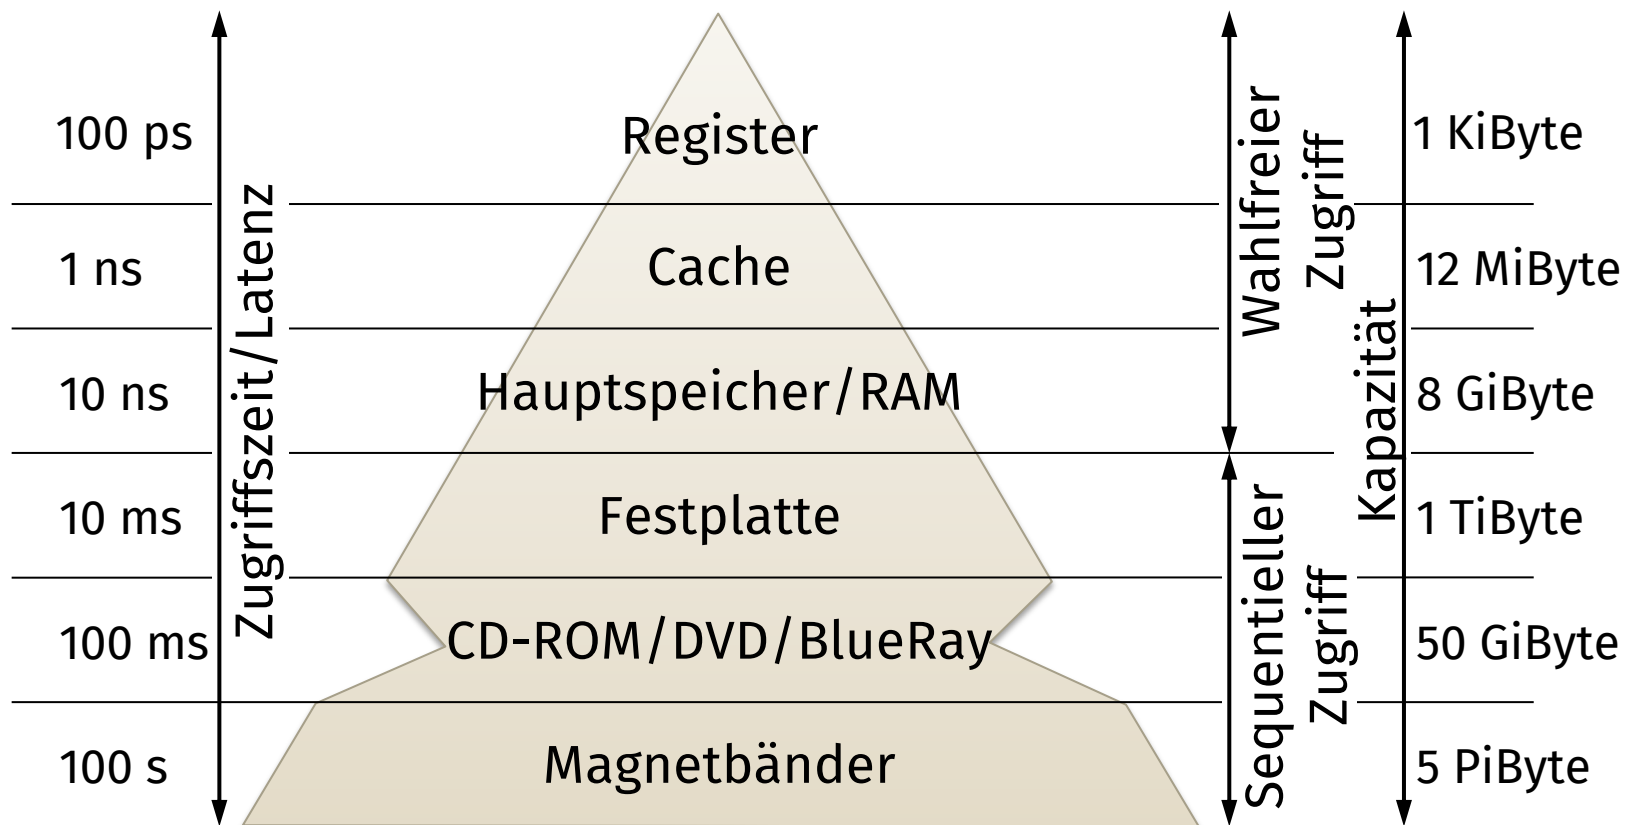 100 ps
Register
1 KiByte
1 ns
Cache
12 MiByte
10 ns
Hauptspeicher/RAM
8 GiByte
10 ms
Festplatte
1 TiByte
100 ms
CD-ROM/DVD/BlueRay
50 GiByte
100 s
Magnetbänder
5 PiByte
Zugriffszeit/Latenz
Wahlfreier
Zugriff
Sequentieller
Zugriff
Kapazität